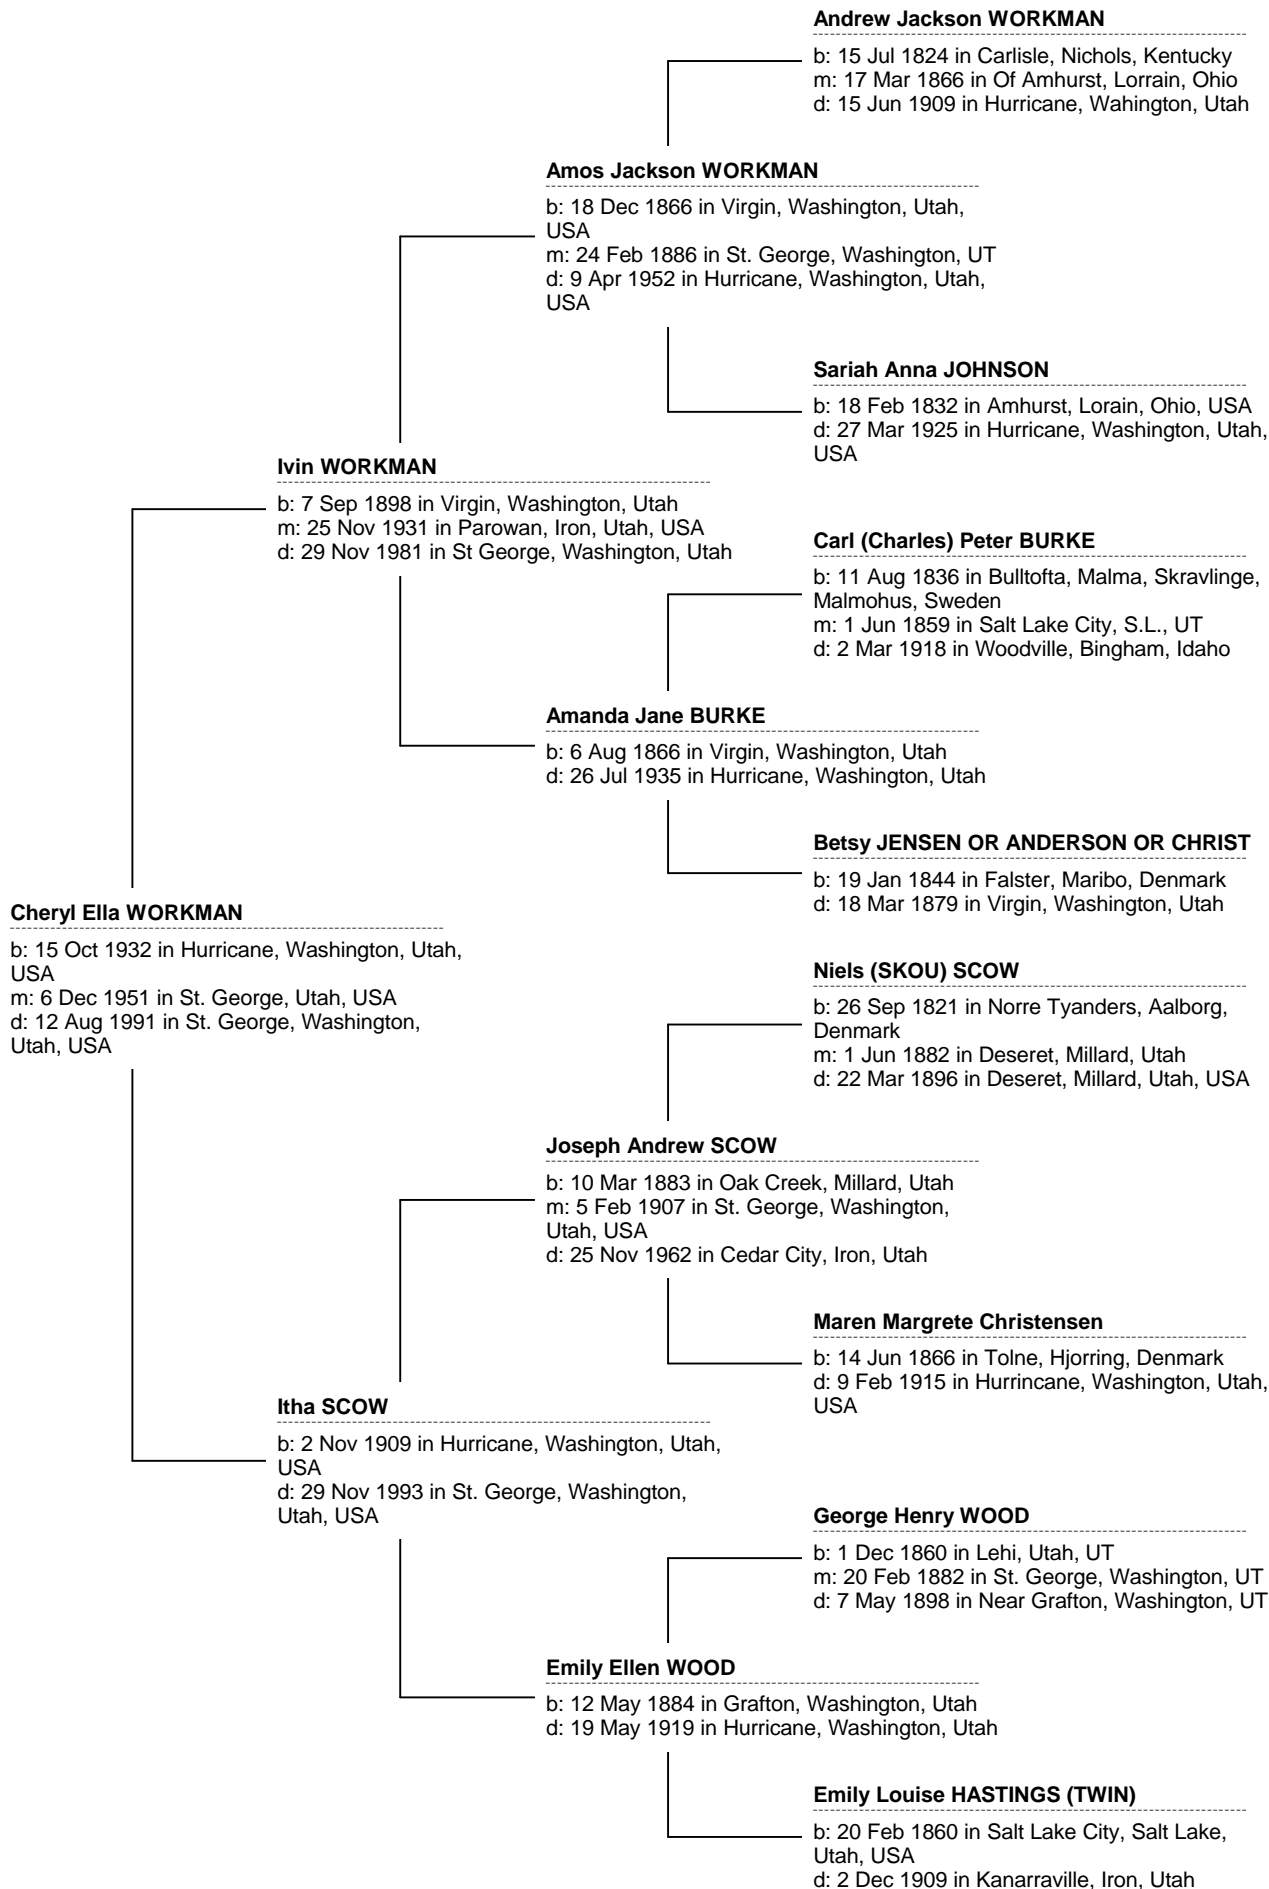 Andrew Jackson WORKMAN
b: 15 Jul 1824 in Carlisle, Nichols, Kentucky
m: 17 Mar 1866 in Of Amhurst, Lorrain, Ohio
d: 15 Jun 1909 in Hurricane, Wahington, Utah
Amos Jackson WORKMAN
b: 18 Dec 1866 in Virgin, Washington, Utah,
USA
m: 24 Feb 1886 in St. George, Washington, UT
d: 9 Apr 1952 in Hurricane, Washington, Utah,
USA
Sariah Anna JOHNSON
b: 18 Feb 1832 in Amhurst, Lorain, Ohio, USA
d: 27 Mar 1925 in Hurricane, Washington, Utah,
USA
Ivin WORKMAN
b: 7 Sep 1898 in Virgin, Washington, Utah
m: 25 Nov 1931 in Parowan, Iron, Utah, USA
d: 29 Nov 1981 in St George, Washington, Utah
Carl (Charles) Peter BURKE
b: 11 Aug 1836 in Bulltofta, Malma, Skravlinge,
Malmohus, Sweden
m: 1 Jun 1859 in Salt Lake City, S.L., UT
d: 2 Mar 1918 in Woodville, Bingham, Idaho
Amanda Jane BURKE
b: 6 Aug 1866 in Virgin, Washington, Utah
d: 26 Jul 1935 in Hurricane, Washington, Utah
Betsy JENSEN OR ANDERSON OR CHRIST
b: 19 Jan 1844 in Falster, Maribo, Denmark
d: 18 Mar 1879 in Virgin, Washington, Utah
Cheryl Ella WORKMAN
b: 15 Oct 1932 in Hurricane, Washington, Utah,
USA
m: 6 Dec 1951 in St. George, Utah, USA
d: 12 Aug 1991 in St. George, Washington,
Utah, USA
Niels (SKOU) SCOW
b: 26 Sep 1821 in Norre Tyanders, Aalborg,
Denmark
m: 1 Jun 1882 in Deseret, Millard, Utah
d: 22 Mar 1896 in Deseret, Millard, Utah, USA
Joseph Andrew SCOW
b: 10 Mar 1883 in Oak Creek, Millard, Utah
m: 5 Feb 1907 in St. George, Washington,
Utah, USA
d: 25 Nov 1962 in Cedar City, Iron, Utah
Maren Margrete Christensen
b: 14 Jun 1866 in Tolne, Hjorring, Denmark
d: 9 Feb 1915 in Hurrincane, Washington, Utah,
USA
Itha SCOW
b: 2 Nov 1909 in Hurricane, Washington, Utah,
USA
d: 29 Nov 1993 in St. George, Washington,
Utah, USA
George Henry WOOD
b: 1 Dec 1860 in Lehi, Utah, UT
m: 20 Feb 1882 in St. George, Washington, UT
d: 7 May 1898 in Near Grafton, Washington, UT
Emily Ellen WOOD
b: 12 May 1884 in Grafton, Washington, Utah
d: 19 May 1919 in Hurricane, Washington, Utah
Emily Louise HASTINGS (TWIN)
b: 20 Feb 1860 in Salt Lake City, Salt Lake,
Utah, USA
d: 2 Dec 1909 in Kanarraville, Iron, Utah